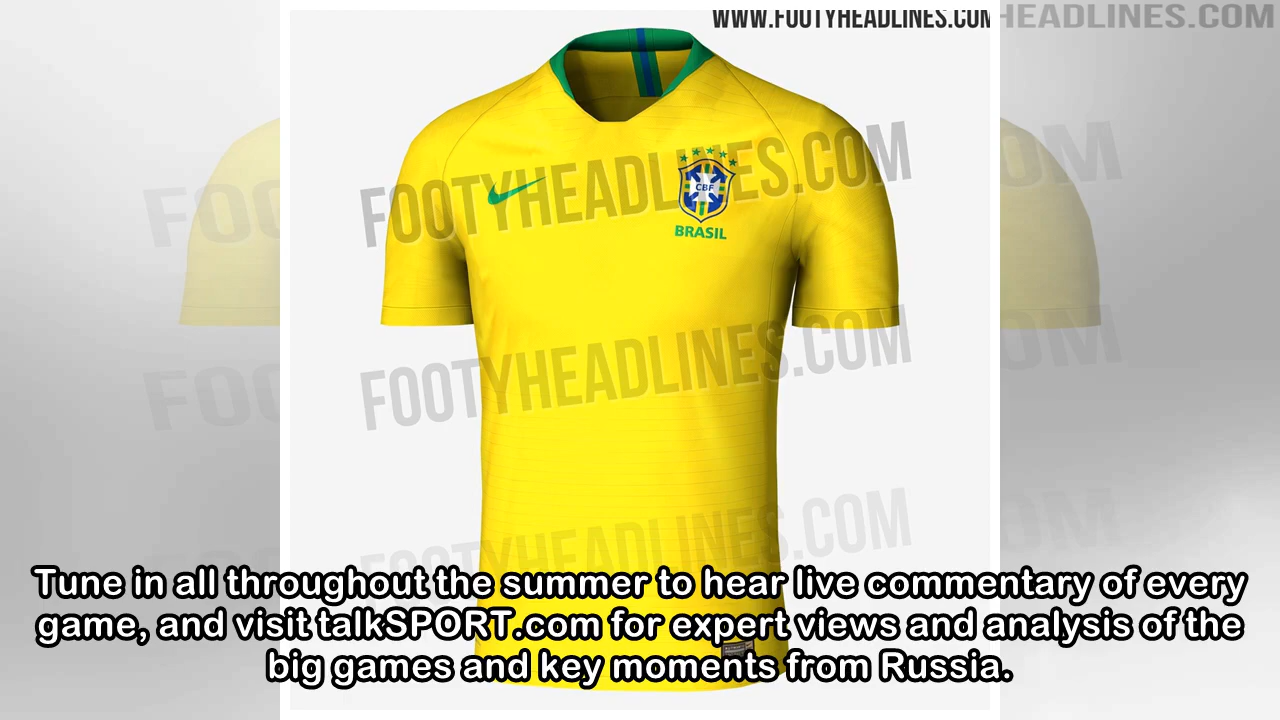 WWW.FOOTYHEADLINES.COM
HEADLINES.COM
FOOTYHEADLINES.COM
CBF
BRASIL
FOOTYHEADLINES.COM
FOOTYHEADLINES.COM
Tune in all throughout the summer to hear live commentary of every
game, and visit talkSPORT.com for expert views and analysis of the
big games and key moments from Russia.